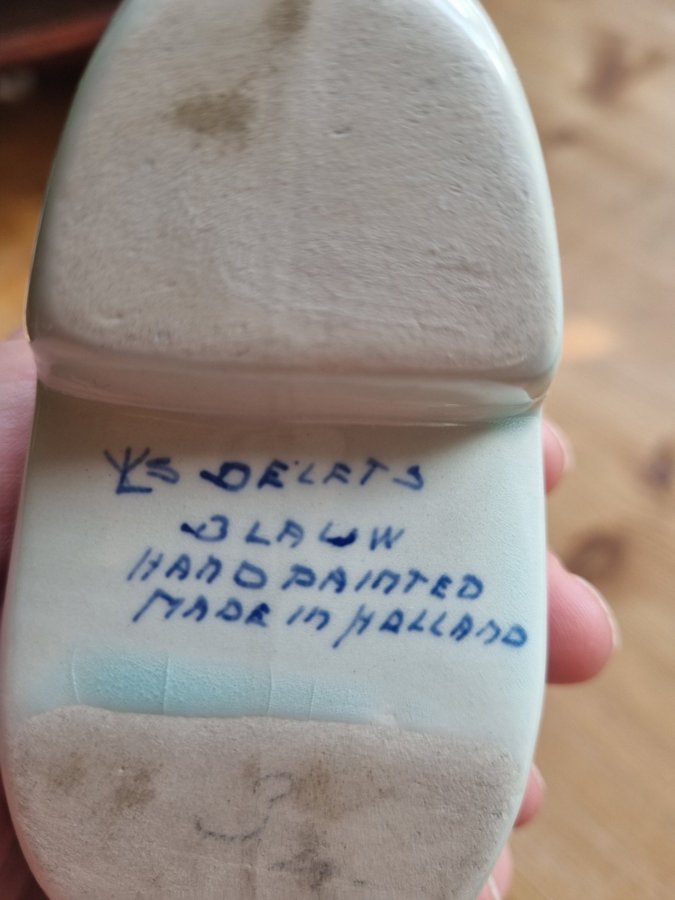 DELFTS
BLAUW
HAND PAINTED
MADE IN HOLLAND